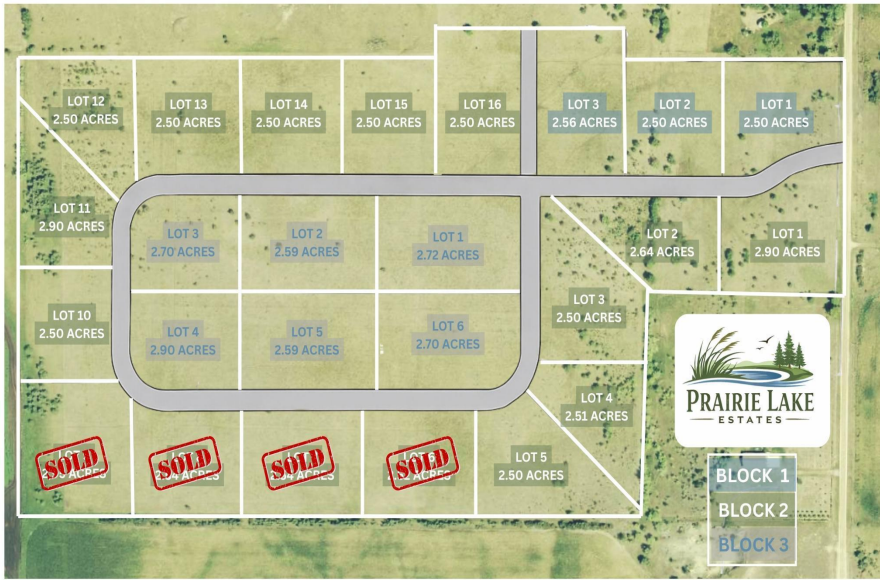 LOT 12
2.50 ACRES
LOT 13
2.50 ACRES
LOT 14
2.50 ACRES
LOT 15
2.50 ACRES
LOT 16
2.50 ACRES
LOT 3
2.56 ACRES
LOT 2
2.50 ACRES
LOT 1
2.50 ACRES
LOT 11
2.90 ACRES
LOT 3
2.70 ACRES
LOT 2
2.59 ACRES
LOT 1
2.72 ACRES
LOT 2
2.64 ACRES
LOT 1
2.90 ACRES
LOT 10
2.50 ACRES
LOT 4
2.90 ACRES
LOT 5
2.59 ACRES
LOT 6
2.70 ACRES
LOT 3
2.50 ACRES
LOT 4
2.51 ACRES
SOLD
ACRES
SOLD
ACRES
SOLD
ACRES
SOLD
ACRES
LOT 5
2.50 ACRES
PRAIRIE LAKE
ESTATES
BLOCK 1
BLOCK 2
BLOCK 3